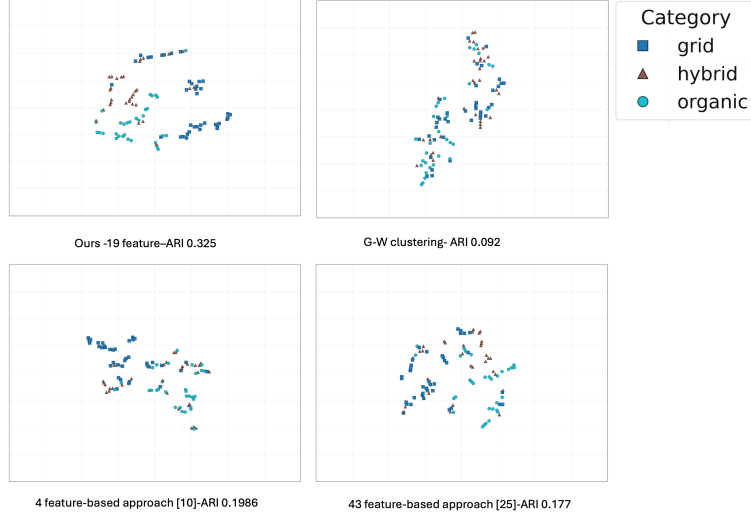 Category
grid
hybrid
organic
Ours -19 feature–ARI 0.325
G-W clustering- ARI 0.092
4 feature-based approach [10]-ARI 0.1986
43 feature-based approach [25]-ARI 0.177